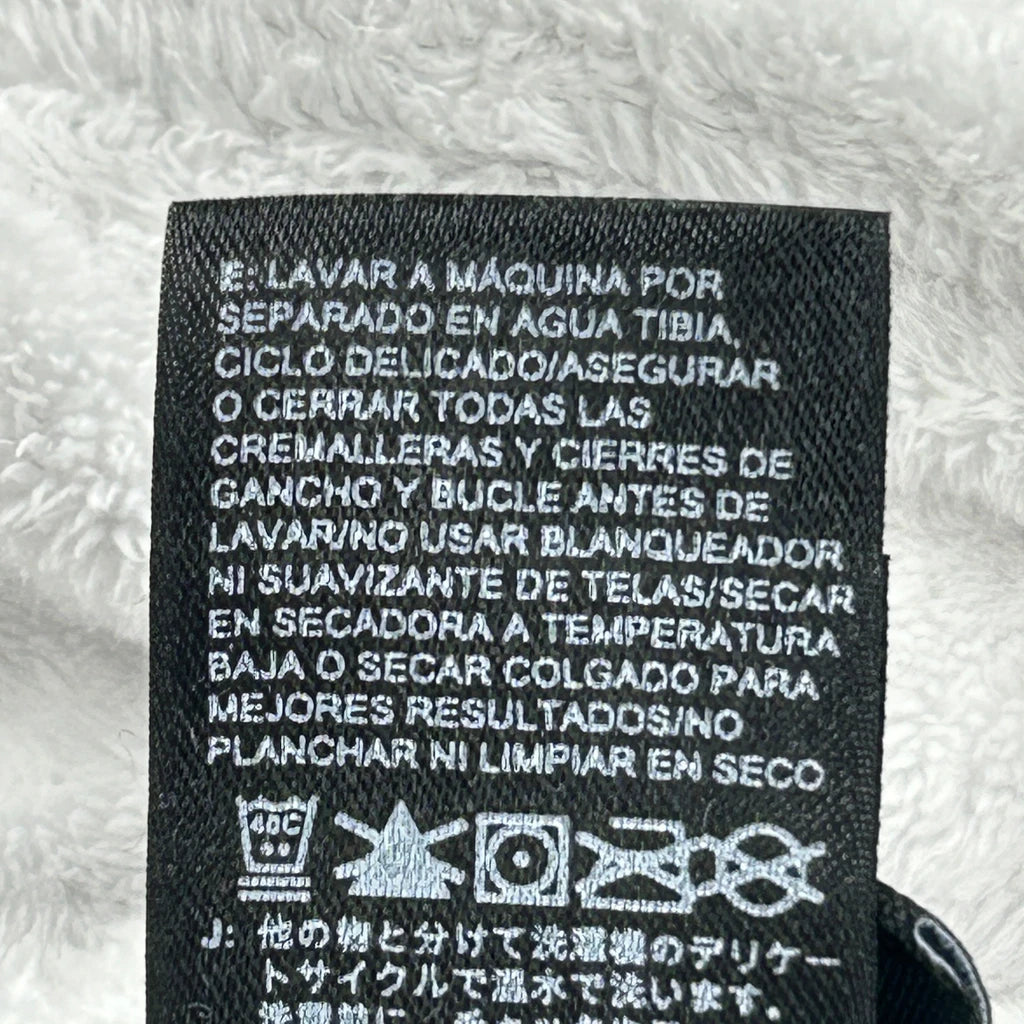 E: LAVAR A MÁQUINA POR
SEPARADO EN AGUA TIBIA,
CICLO DELICADO/ASEGURAR
O CERRAR TODAS LAS
CREMALLERAS Y CIERRES DE
GANCHO Y BUCLE ANTES DE
LAVAR/NO USAR BLANQUEADOR
NI SUAVIZANTE DE TELAS/SECAR
EN SECADORA A TEMPERATURA
BAJA O SECAR COLGADO PARA
MEJORES RESULTADOS/NO
PLANCHAR NI LIMPIAR EN SECO
40C
J: 他の物と分けて洗濯機のデリケー
トサイクルで温水で洗います。